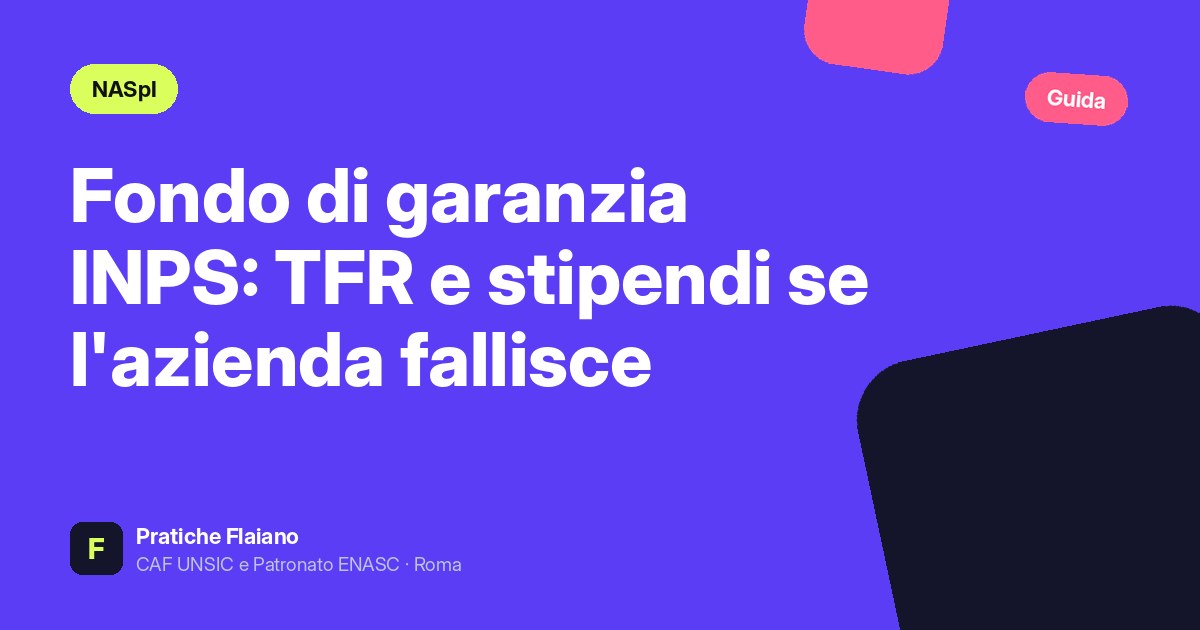 NASpI
Guida
Fondo di garanzia
INPS: TFR e stipendi se
l'azienda fallisce
F
Pratiche Flaiano
CAF UNSIC e Patronato ENASC · Roma